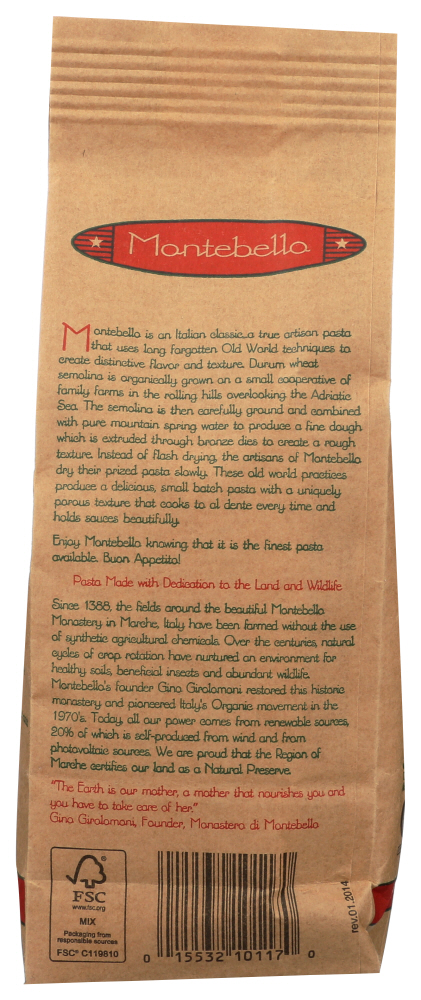 Montebello
Montebello is an Italian classic...a true artisan pasta
that uses long forgotten Old World techniques to
create distinctive flavor and texture. Durum wheat
semolina is organically grown on a small cooperative of
family farms in the rolling hills overlooking the Adriatic
Sea. The semolina is then carefully ground and combined
with pure mountain spring water to produce a fine dough
which is extruded through bronze dies to create a rough
texture. Instead of flash drying, the artisans of Montebello
dry their prized pasta slowly. These old world practices
produce a delicious, small batch pasta with a uniquely
porous texture that cooks to al dente every time and
holds sauces beautifully.
Enjoy Montebello knowing that it is the finest pasta
available. Buon Appetito!
Pasta Made with Dedication to the Land and Wildlife
Since 1388, the fields around the beautiful Montebello
Monastery in Marche, Italy have been farmed without the use
of synthetic agricultural chemicals. Over the centuries, natural
cycles of crop rotation have nurtured an environment for
healthy soils, beneficial insects and abundant wildlife.
Montebello's founder Gino Girolomoni restored this historic
monastery and pioneered Italy's Organic movement in the
1970's. Today, all our power comes from renewable sources,
20% of which is self-produced from wind and from
photovoltaic sources. We are proud that the Region of
Marche certifies our land as a Natural Preserve.
"The Earth is our mother, a mother that nourishes you and
you have to take care of her."
Gino Girolomoni, Founder, Monastero di Montebello
FSC
www.fsc.org
MIX
Packaging from
responsible sources
FSC® C119810
0 15532 10117 0
rev.01.2014